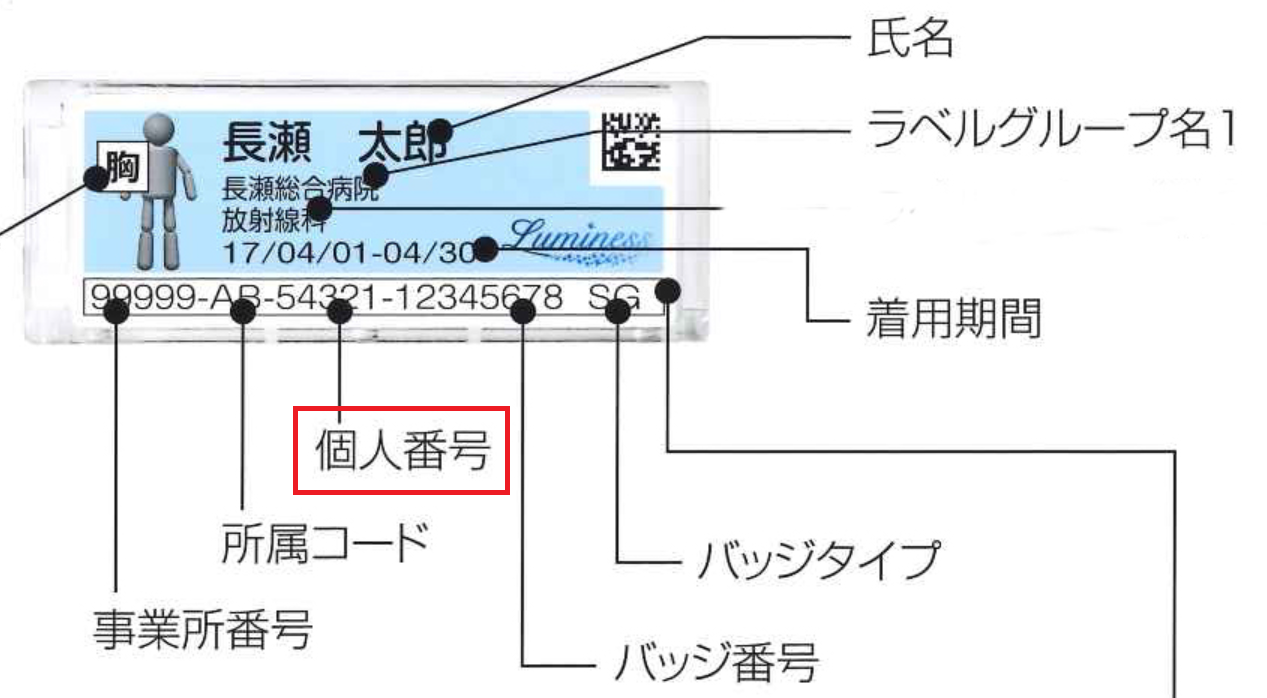 氏名
ラベルグループ名1
胸
長瀬 太郎
長瀬総合病院
放射線科
17/04/01-04/30
Luminess
99999-AB-54321-12345678 SG
着用期間
個人番号
所属コード
バッジタイプ
事業所番号
バッジ番号